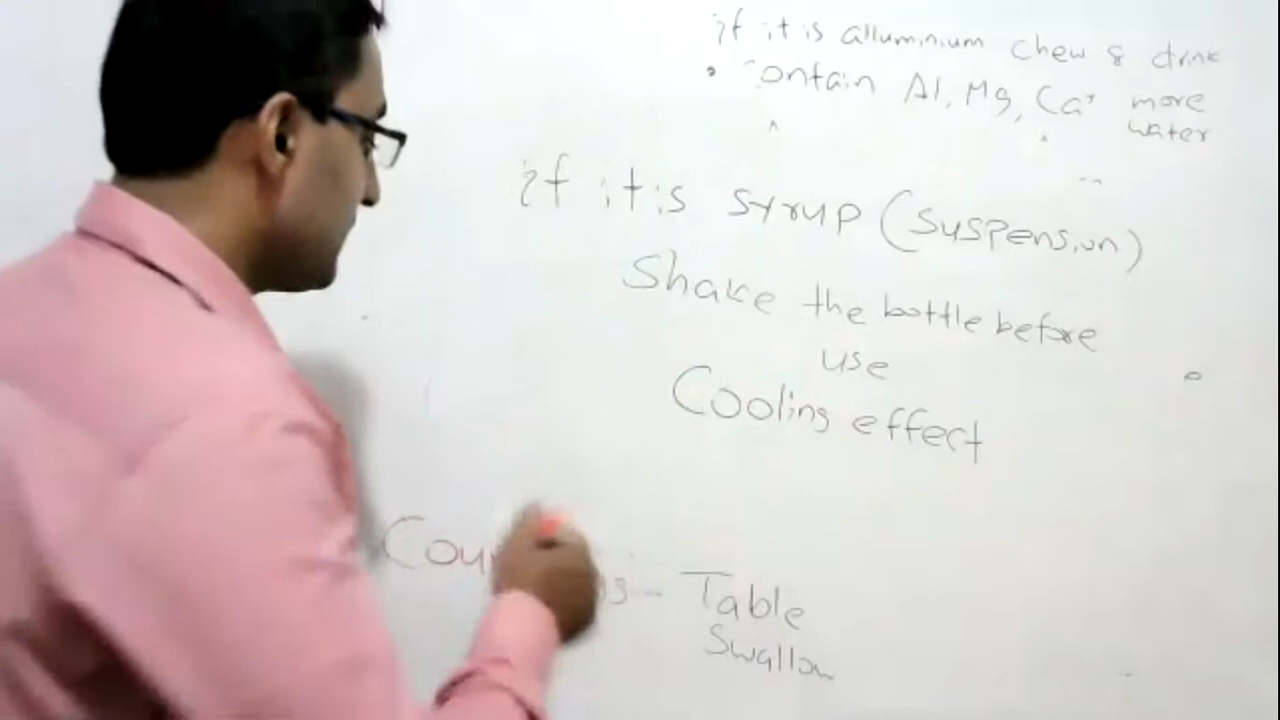 if it is alluminium chew & drink
• contain Al, Mg, Ca+ more
water
if it is syrup (suspension)
Shake the bottle before
use
Cooling effect
Table
Swallow